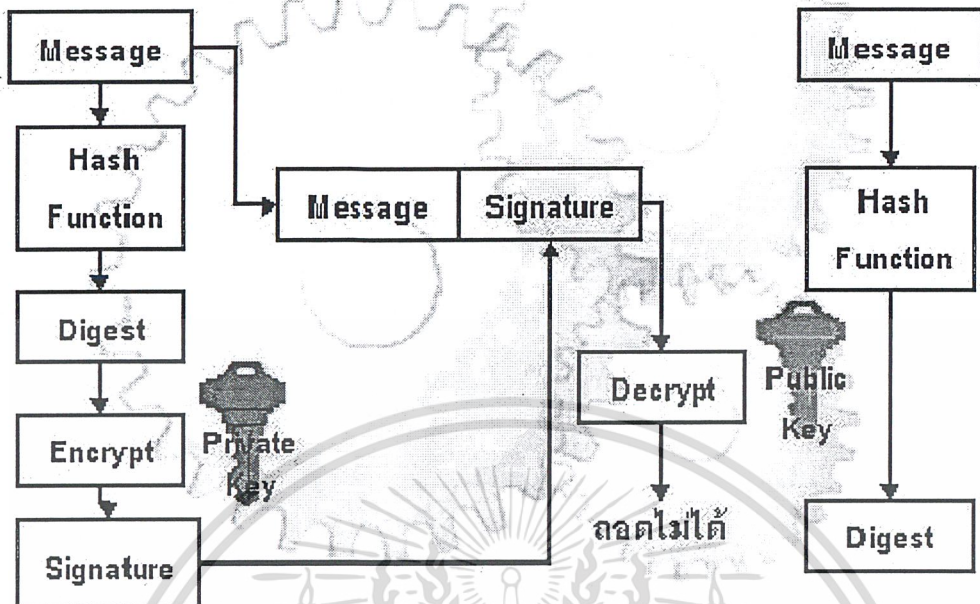 Message
Hash
Function
Digest
Encrypt
Signature
Private
Key
Message
Signature
Decrypt
ถอดไม่ได้
Public
Key
Message
Hash
Function
Digest